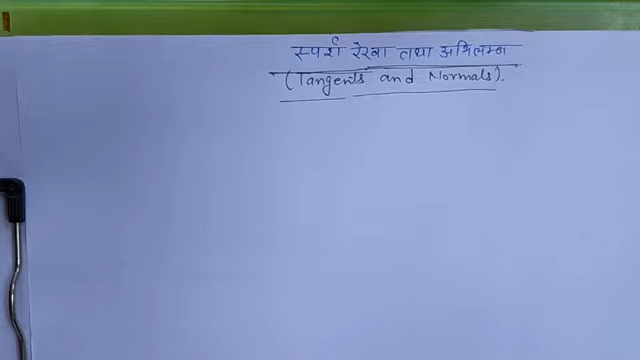 स्पर्श रेखा तथा अभिलम्ब
(Tangents and Normals).